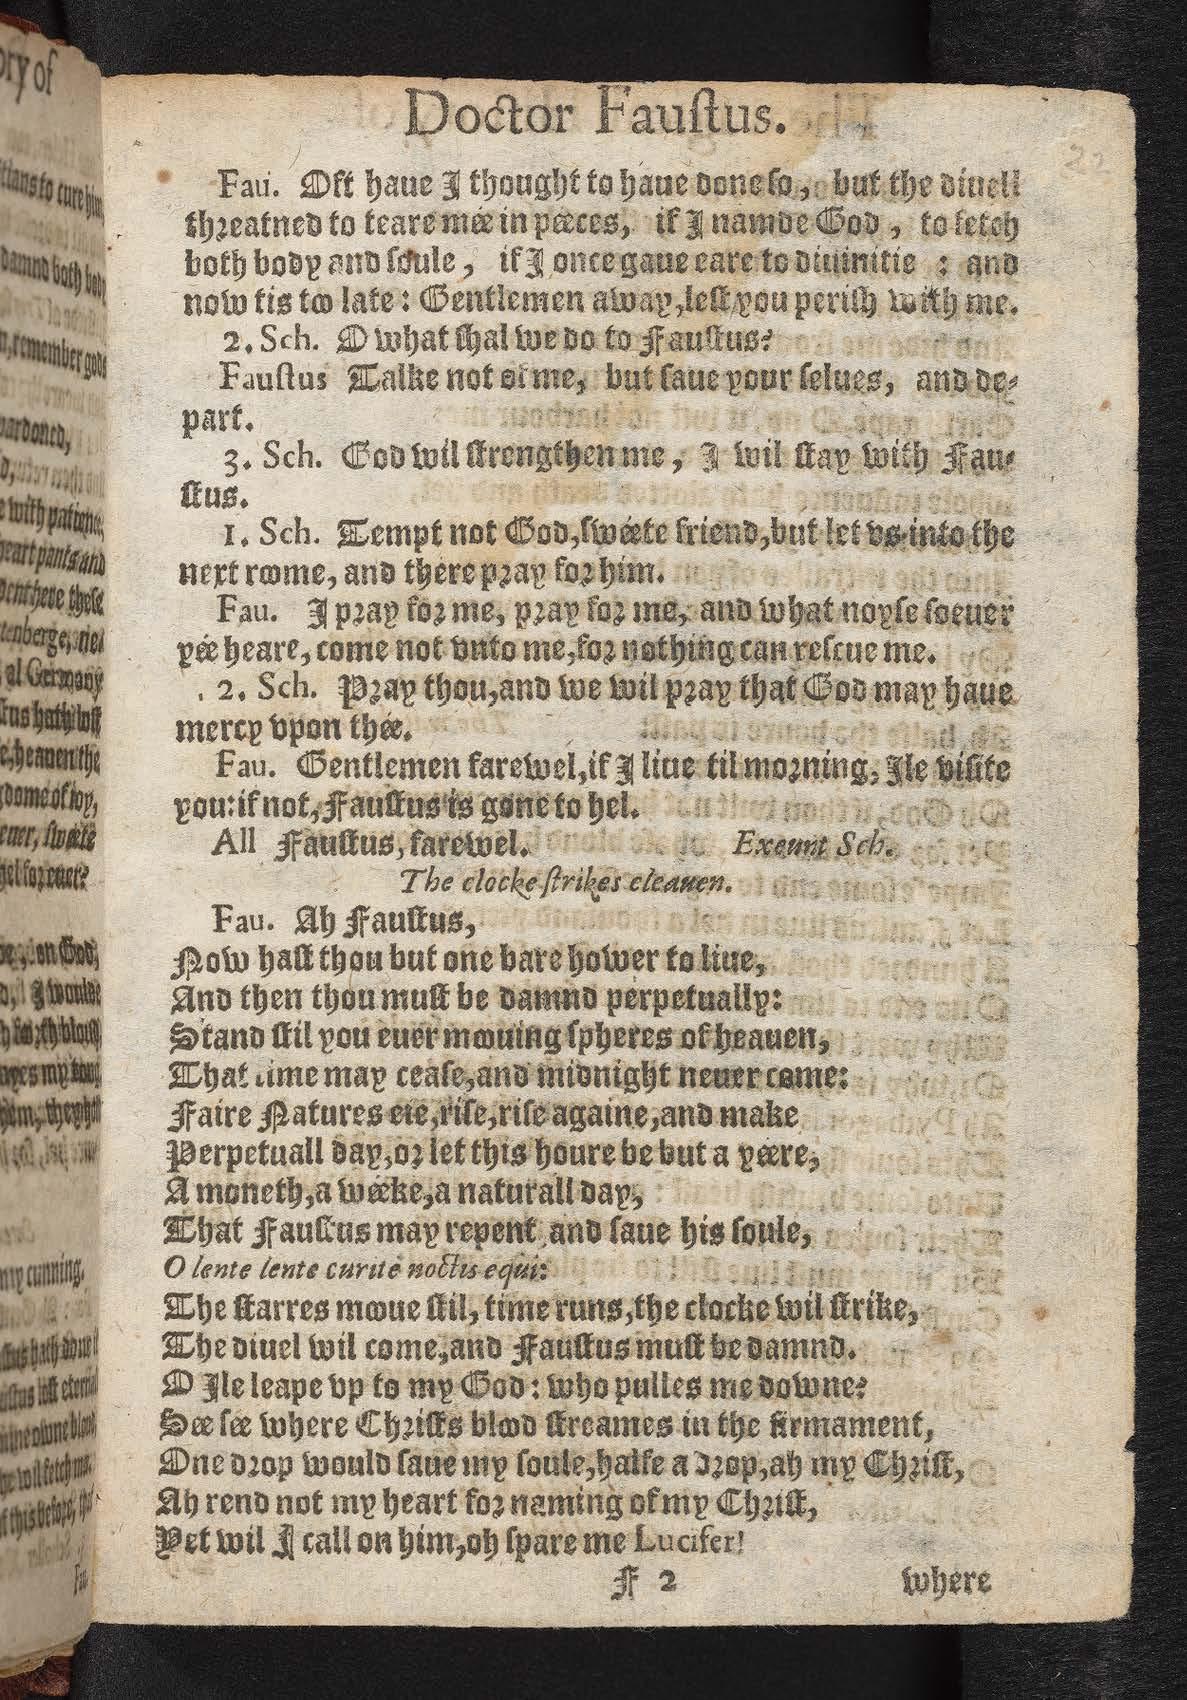 ory of
Doctor Fauſtus.
Fau. Oft haue I thought to haue done ſo, but the diuell
threatned to teare mee in peeces, if I namde God, to fetch
both body and ſoule, if I once gaue eare to diuinitie : and
now tis too late: Gentlemen away, leſt you periſh with me.
2. Sch. O what ſhal we do to Fauſtus?
Fauſtus Talke not of me, but ſaue your ſelues, and de-
part.
3. Sch. God wil ſtrengthen me, I wil ſtay with Fau-
ſtus.
1. Sch. Tempt not God, ſweete friend, but let vs into the
next roome, and there pray for him.
Fau. I pray for me, pray for me, and what noyſe ſoeuer
yee heare, come not vnto me, for nothing can reſcue me.
2. Sch. Pray thou, and we wil pray that God may haue
mercy vpon thee.
Fau. Gentlemen farewel, if I liue til morning, Ile viſite
you: if not, Fauſtus is gone to hel.
All Fauſtus, farewel. Exeunt Sch.
The clocke ſtrikes eleauen.
Fau. Ah Fauſtus,
Now haſt thou but one bare hower to liue,
And then thou muſt be damnd perpetually:
Stand ſtil you euer moouing ſpheres of heauen,
That time may ceaſe, and midnight neuer come:
Faire Natures eie, riſe, riſe againe, and make
Perpetuall day, or let this houre be but a yeere,
A moneth, a weeke, a naturall day,
That Fauſtus may repent, and ſaue his ſoule,
O lente lente curite noctis equi:
The ſtarres mooue ſtil, time runs, the clocke wil ſtrike,
The diuel wil come, and Fauſtus muſt be damnd.
O Ile leape vp to my God: who pulles me downe?
See ſee where Chriſts blood ſtreames in the firmament,
One drop would ſaue my ſoule, halfe a drop, ah my Chriſt,
Ah rend not my heart for naming of my Chriſt,
Yet wil I call on him, oh ſpare me Lucifer!
F 2 where